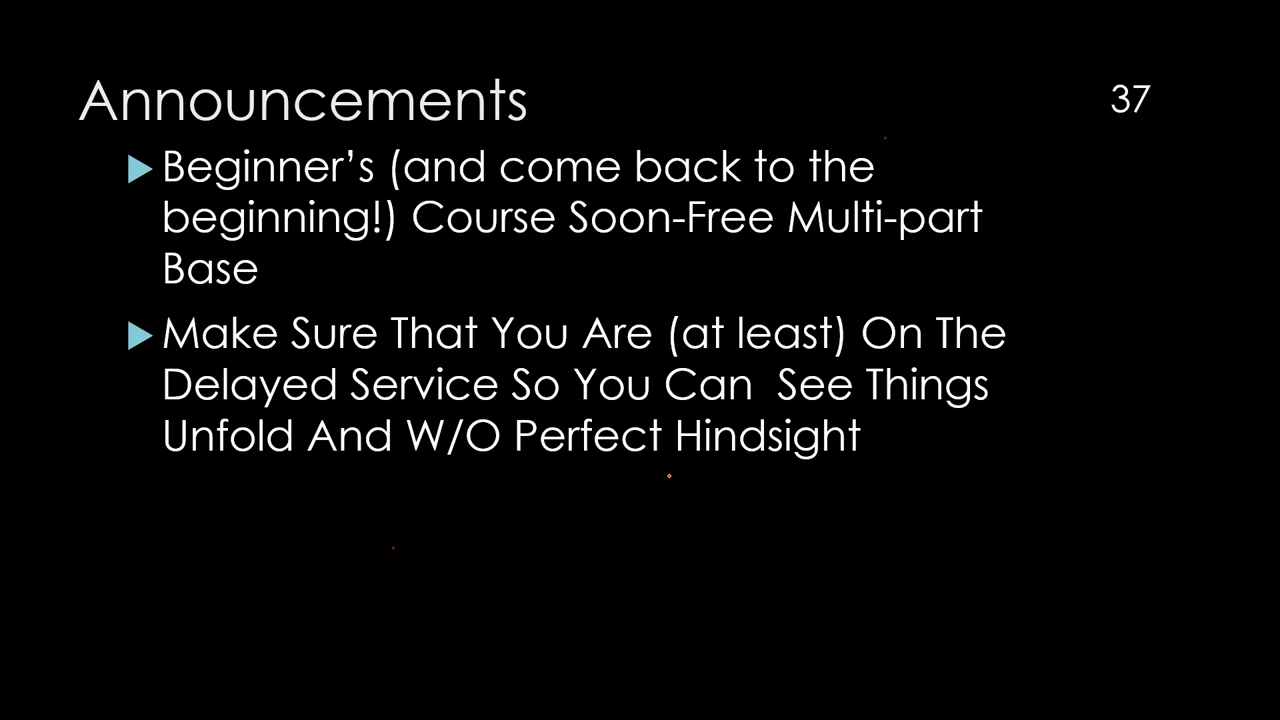 Announcements
37
Beginner’s (and come back to the
beginning!) Course Soon-Free Multi-part
Base
Make Sure That You Are (at least) On The
Delayed Service So You Can  See Things
Unfold And W/O Perfect Hindsight